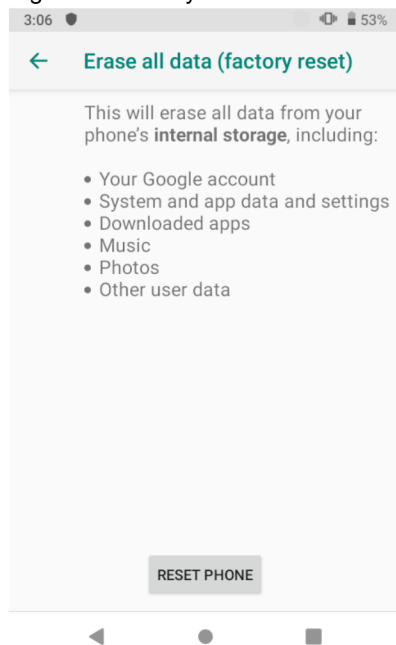 3:06 53%
Erase all data (factory reset)
This will erase all data from your
phone's internal storage, including:
• Your Google account
• System and app data and settings
• Downloaded apps
• Music
• Photos
• Other user data
RESET PHONE